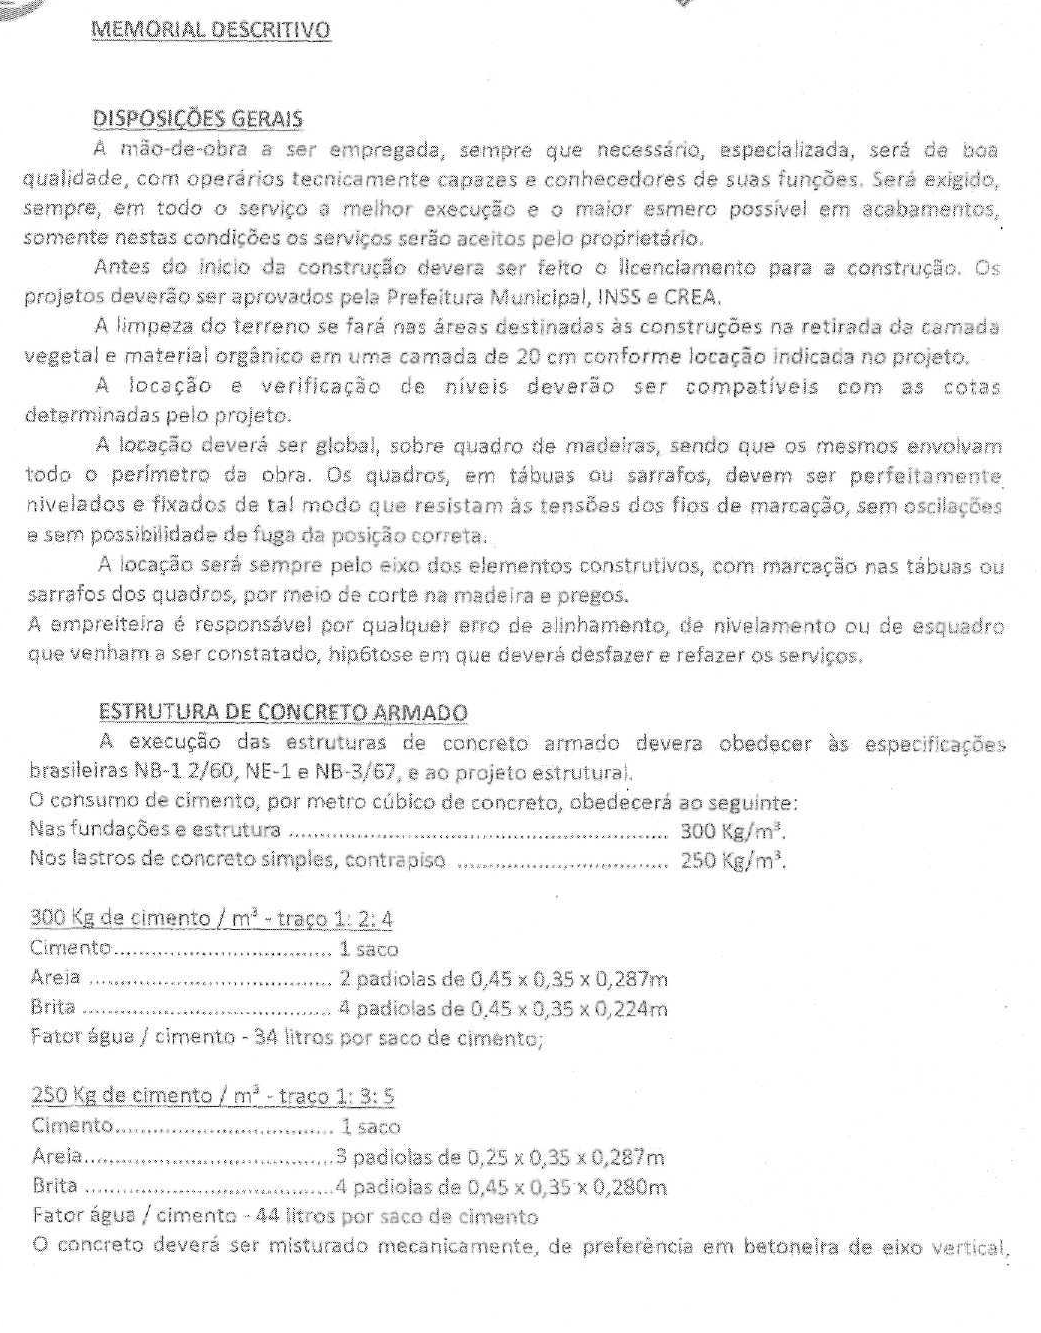 MEMORIAL DESCRITIVO
DISPOSIÇÕES GERAIS
A mão-de-obra a ser empregada, sempre que necessário, especializada, será de boa
qualidade, com operários tecnicamente capazes e conhecedores de suas funções. Será exigido,
sempre, em todo o serviço a melhor execução e o maior esmero possível em acabamentos,
somente nestas condições os serviços serão aceitos pelo proprietário.
Antes do inicio da construção devera ser feito o licenciamento para a construção. Os
projetos deverão ser aprovados pela Prefeitura Municipal, INSS e CREA.
A limpeza do terreno se fará nas áreas destinadas às construções na retirada da camada
vegetal e material orgânico em uma camada de 20 cm conforme locação indicada no projeto.
A locação e verificação de níveis deverão ser compatíveis com as cotas
determinadas pelo projeto.
A locação deverá ser global, sobre quadro de madeiras, sendo que os mesmos envolvam
todo o perímetro da obra. Os quadros, em tábuas ou sarrafos, devem ser perfeitamente
nivelados e fixados de tal modo que resistam às tensões dos fios de marcação, sem oscilações
e sem possibilidade de fuga da posição correta.
A locação será sempre pelo eixo dos elementos construtivos, com marcação nas tábuas ou
sarrafos dos quadros, por meio de corte na madeira e pregos.
A empreiteira é responsável por qualquer erro de alinhamento, de nivelamento ou de esquadro
que venham a ser constatado, hip6tose em que deverá desfazer e refazer os serviços.
ESTRUTURA DE CONCRETO ARMADO
A execução das estruturas de concreto armado devera obedecer às especificações
brasileiras NB-1 2/60, NE-1 e NB-3/67, e ao projeto estrutural.
O consumo de cimento, por metro cúbico de concreto, obedecerá ao seguinte:
Nas fundações e estrutura ............................................................ 300 Kg/m³.
Nos lastros de concreto simples, contrapiso .................................. 250 Kg/m³.
300 Kg de cimento / m³ - traço 1: 2: 4
Cimento................................... 1 saco
Areia ....................................... 2 padiolas de 0,45 x 0,35 x 0,287m
Brita ........................................ 4 padiolas de 0,45 x 0,35 x 0,224m
Fator água / cimento - 34 litros por saco de cimento;
250 Kg de cimento / m³ - traço 1: 3: 5
Cimento................................... 1 saco
Areia........................................3 padiolas de 0,25 x 0,35 x 0,287m
Brita ........................................4 padiolas de 0,45 x 0,35 x 0,280m
Fator água / cimento - 44 litros por saco de cimento
O concreto deverá ser misturado mecanicamente, de preferência em betoneira de eixo vertical,